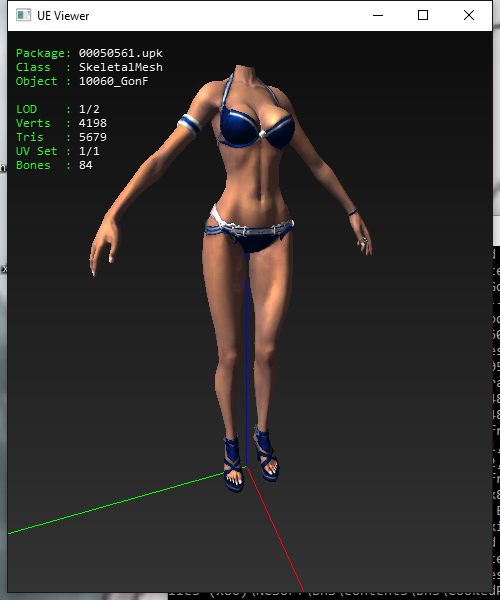 UE Viewer
Package: 00050561.upk
Class : SkeletalMesh
Object : 10060_GonF
LOD : 1/2
Verts : 4198
Tris : 5679
UV Set : 1/1
Bones : 84